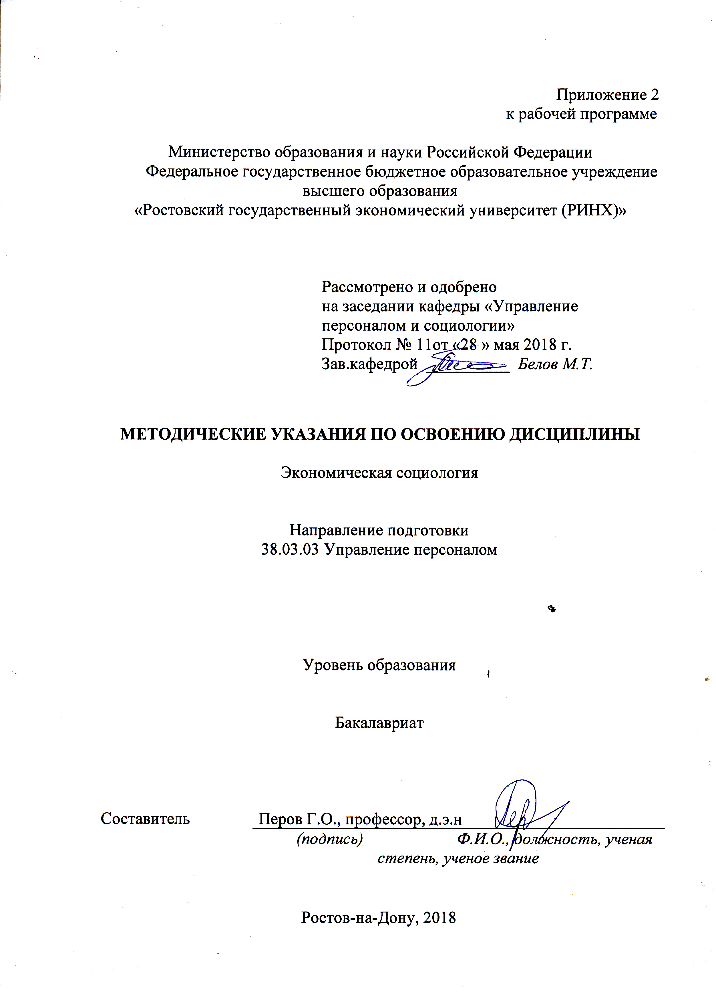 Приложение 2
к рабочей программе
Министерство образования и науки Российской Федерации
Федеральное государственное бюджетное образовательное учреждение
высшего образования
«Ростовский государственный экономический университет (РИНХ)»
Рассмотрено и одобрено
на заседании кафедры «Управление
персоналом и социологии»
Протокол № 11от «28 » мая 2018 г.
Зав.кафедрой __________ Белов М.Т.
МЕТОДИЧЕСКИЕ УКАЗАНИЯ ПО ОСВОЕНИЮ ДИСЦИПЛИНЫ
Экономическая социология
Направление подготовки
38.03.03 Управление персоналом
Уровень образования
Бакалавриат
Составитель Перов Г.О., профессор, д.э.н
(подпись) Ф.И.О., должность, ученая
степень, ученое звание
Ростов-на-Дону, 2018